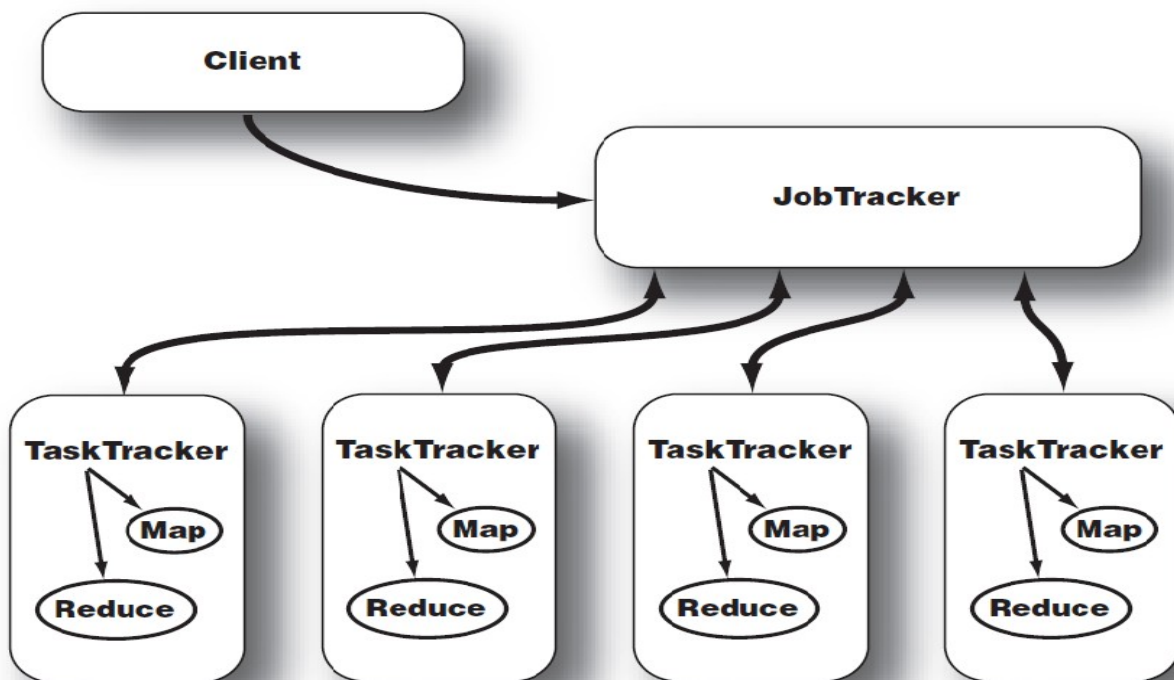 Client
JobTracker
TaskTracker TaskTracker TaskTracker TaskTracker
Map Map Map Map
Reduce Reduce Reduce Reduce